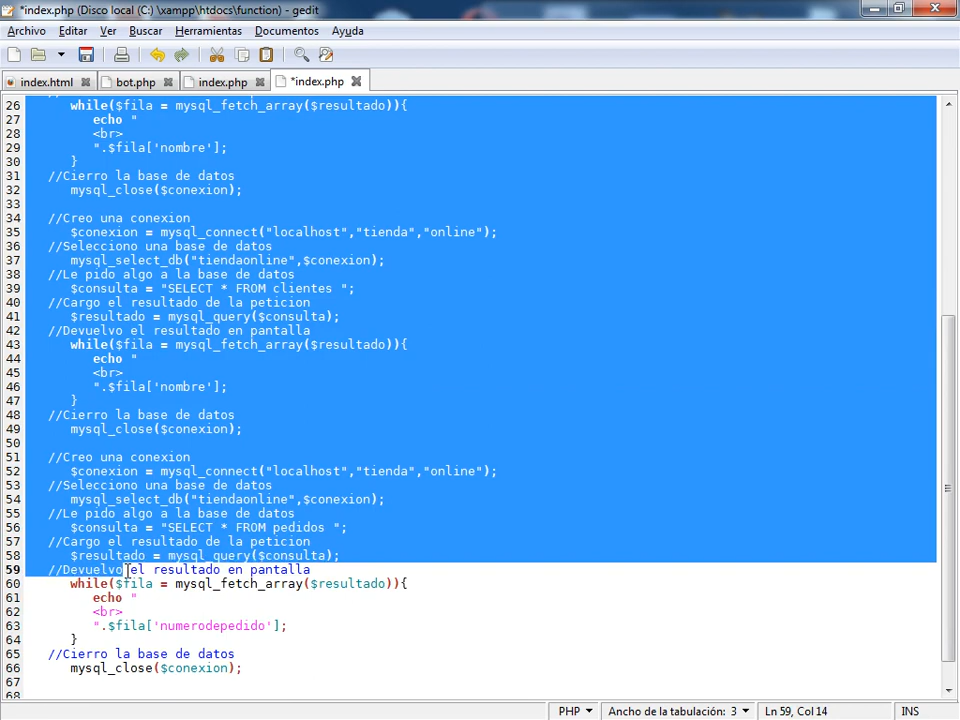 *index.php (Disco local (C:) \xampp\htdocs\function) - gedit
Archivo Editar Ver Buscar Herramientas Documentos Ayuda
index.html bot.php index.php *index.php
26 while($fila = mysql_fetch_array($resultado)){
27 echo "
28 <br>
29 ".$fila['nombre'];
30 }
31 //Cierro la base de datos
32 mysql_close($conexion);
33
34 //Creo una conexion
35 $conexion = mysql_connect("localhost","tienda","online");
36 //Selecciono una base de datos
37 mysql_select_db("tiendaonline",$conexion);
38 //Le pido algo a la base de datos
39 $consulta = "SELECT * FROM clientes ";
40 //Cargo el resultado de la peticion
41 $resultado = mysql_query($consulta);
42 //Devuelvo el resultado en pantalla
43 while($fila = mysql_fetch_array($resultado)){
44 echo "
45 <br>
46 ".$fila['nombre'];
47 }
48 //Cierro la base de datos
49 mysql_close($conexion);
50
51 //Creo una conexion
52 $conexion = mysql_connect("localhost","tienda","online");
53 //Selecciono una base de datos
54 mysql_select_db("tiendaonline",$conexion);
55 //Le pido algo a la base de datos
56 $consulta = "SELECT * FROM pedidos ";
57 //Cargo el resultado de la peticion
58 $resultado = mysql_query($consulta);
59 //Devuelvo el resultado en pantalla
60 while($fila = mysql_fetch_array($resultado)){
61 echo "
62 <br>
63 ".$fila['numerodepedido'];
64 }
65 //Cierro la base de datos
66 mysql_close($conexion);
67
68
PHP Ancho de la tabulación: 3 Ln 59, Col 14 INS